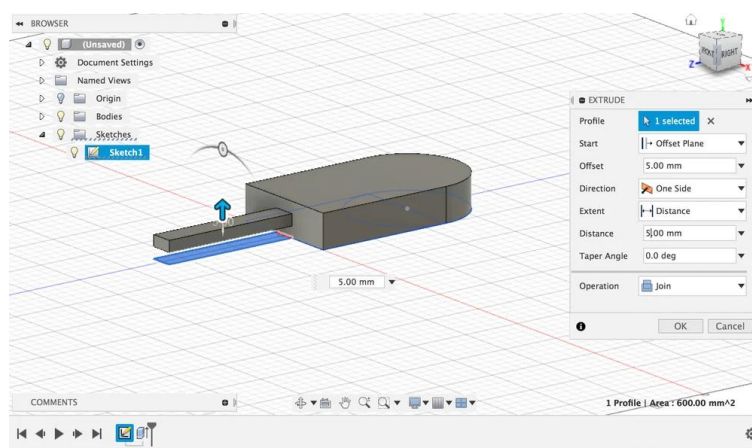 BROWSER
(Unsaved)
Document Settings
Named Views
Origin
Bodies
Sketches
Sketch1
RIGHT
Z
X
EXTRUDE
Profile 1 selected
Start Offset Plane
Offset 5.00 mm
Direction One Side
Extent Distance
Distance 5.00 mm
Taper Angle 0.0 deg
Operation Join
OK Cancel
5.00 mm
COMMENTS
1 Profile | Area : 600.00 mm^2